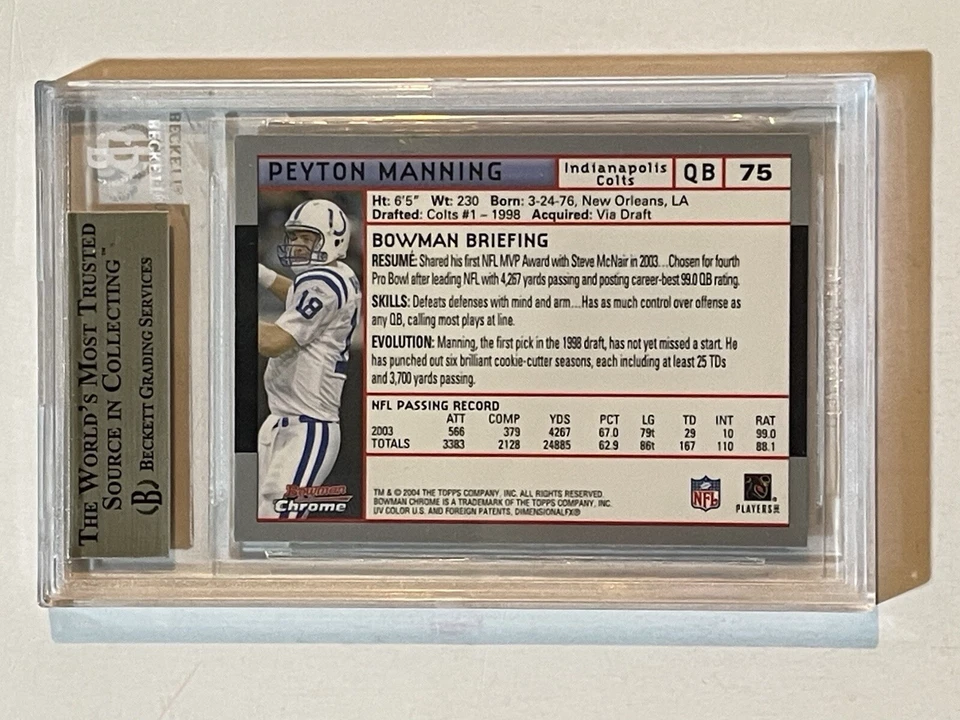 BECKETT
BECKETT
B
THE WORLD'S MOST TRUSTED
SOURCE IN COLLECTING™
B BECKETT GRADING SERVICES
PEYTON MANNING
Indianapolis
Colts
QB
75
Ht: 6'5" Wt: 230 Born: 3-24-76, New Orleans, LA
Drafted: Colts #1 – 1998 Acquired: Via Draft
BOWMAN BRIEFING
RESUMÉ: Shared his first NFL MVP Award with Steve McNair in 2003...Chosen for fourth
Pro Bowl after leading NFL with 4,267 yards passing and posting career-best 99.0 QB rating.
SKILLS: Defeats defenses with mind and arm...Has as much control over offense as
any QB, calling most plays at line.
EVOLUTION: Manning, the first pick in the 1998 draft, has not yet missed a start. He
has punched out six brilliant cookie-cutter seasons, each including at least 25 TDs
and 3,700 yards passing.
NFL PASSING RECORD
ATT COMP YDS PCT LG TD INT RAT
2003 566 379 4267 67.0 79t 29 10 99.0
TOTALS 3383 2128 24885 62.9 86t 167 110 88.1
18
Bowman
Chrome
TM & © 2004 THE TOPPS COMPANY, INC. ALL RIGHTS RESERVED.
BOWMAN CHROME IS A TRADEMARK OF THE TOPPS COMPANY, INC.
UV COLOR U.S. AND FOREIGN PATENTS, DIMENSIONALFX®
NFL
PLAYERS INC